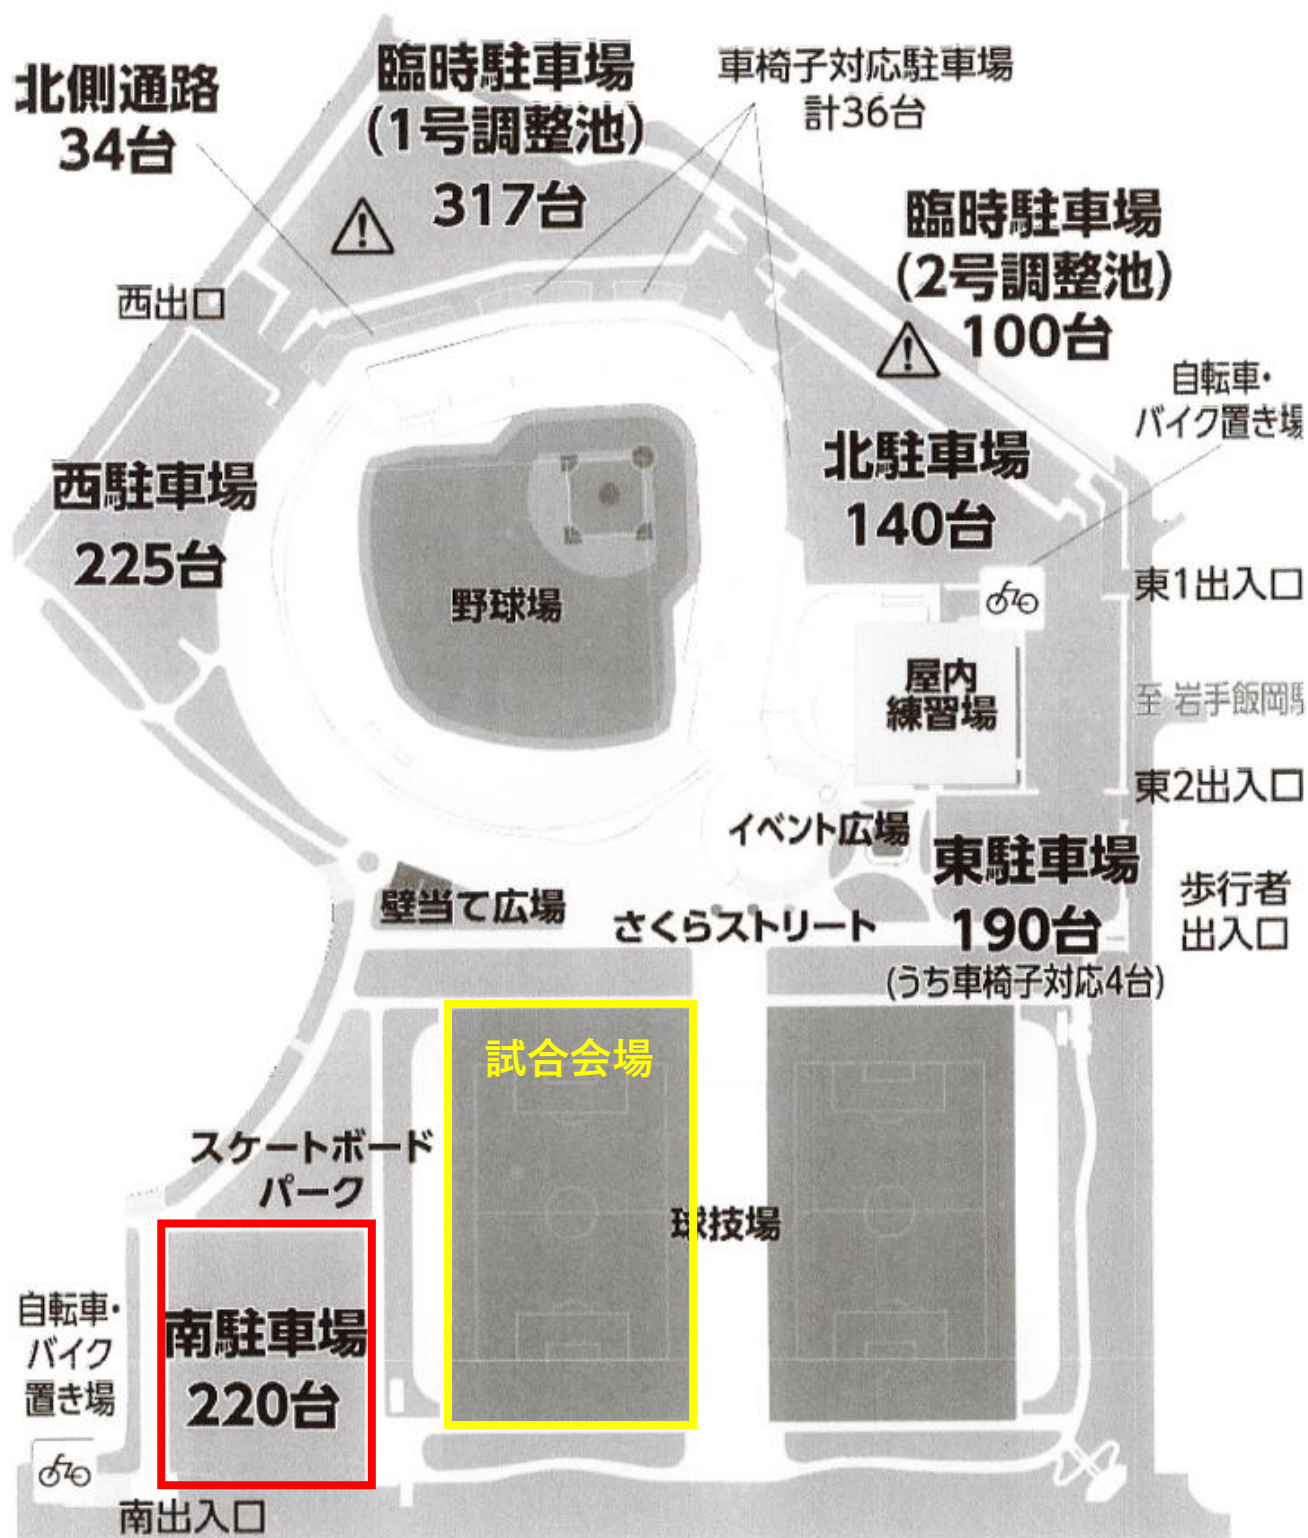 北側通路
34台
臨時駐車場
(1号調整池)
317台
車椅子対応駐車場
計36台
臨時駐車場
(2号調整池)
100台
自転車・
バイク置き場
西出口
西駐車場
225台
北駐車場
140台
野球場
東1出入口
屋内
練習場
至 岩手飯岡駅
東2出入口
イベント広場
東駐車場
190台
(うち車椅子対応4台)
歩行者
出入口
壁当て広場
さくらストリート
試合会場
スケートボード
パーク
球技場
南駐車場
220台
自転車・
バイク
置き場
南出入口